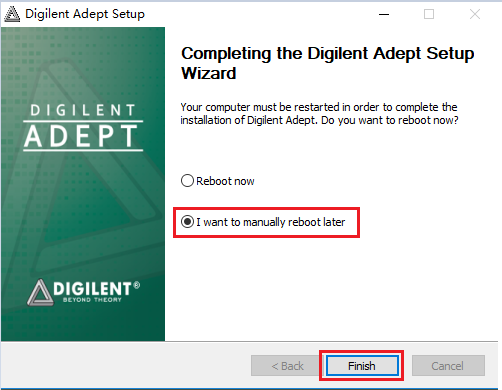 Digilent Adept Setup
DIGILENT
ADEPT
DIGILENT®
BEYOND THEORY
Completing the Digilent Adept Setup
Wizard
Your computer must be restarted in order to complete the
installation of Digilent Adept. Do you want to reboot now?
Reboot now
I want to manually reboot later
< Back
Finish
Cancel